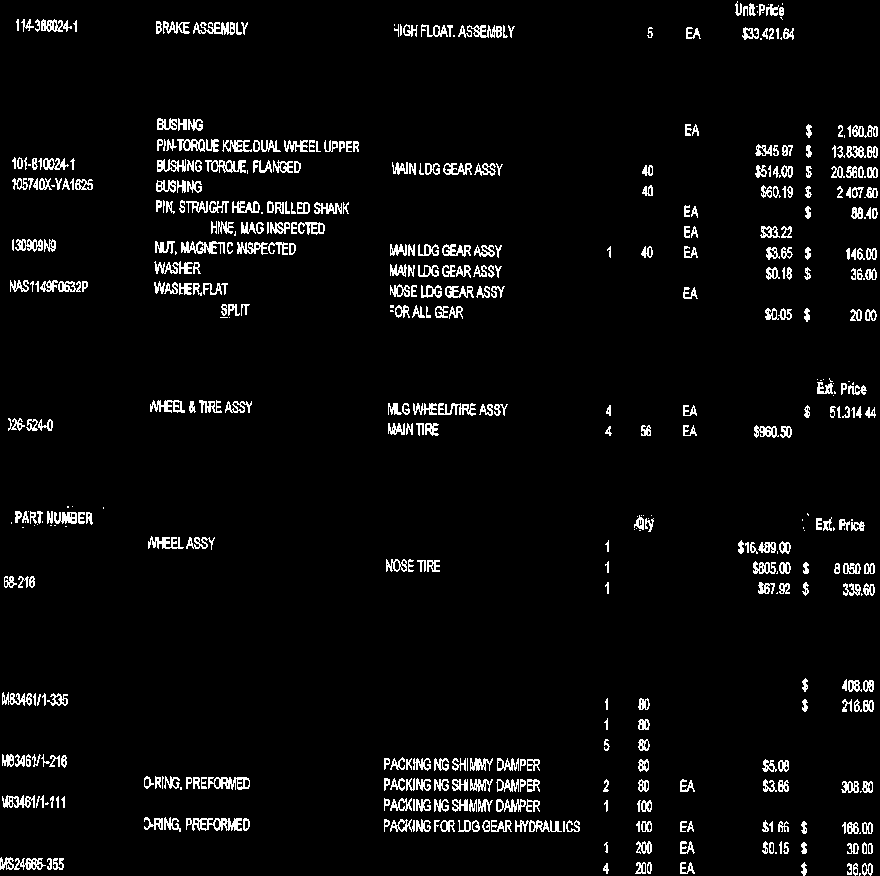 Unit Price
114-388024-1 BRAKE ASSEMBLY HIGH FLOAT. ASSEMBLY 5 EA $33,421.64
BUSHING EA $ 2,160.80
PIN-TORQUE KNEE.DUAL WHEEL UPPER $345.97 $ 13,838.80
101-810024-1 BUSHING TORQUE, FLANGED MAIN LDG GEAR ASSY 40 $514.00 $ 20,560.00
105740X-YA1625 BUSHING 40 $60.19 $ 2,407.60
PIN, STRAIGHT HEAD, DRILLED SHANK EA $ 88.40
HINE, MAG INSPECTED EA $33.22
130909N9 NUT, MAGNETIC INSPECTED MAIN LDG GEAR ASSY 1 40 EA $3.65 $ 146.00
WASHER MAIN LDG GEAR ASSY $0.18 $ 36.00
NAS1149F0632P WASHER,FLAT NOSE LDG GEAR ASSY EA
SPLIT FOR ALL GEAR $0.05 $ 20.00
Ext. Price
WHEEL & TIRE ASSY MLG WHEEL/TIRE ASSY 4 EA $ 51,314.44
026-524-0 MAIN TIRE 4 56 EA $960.50
PART NUMBER Qty Ext. Price
WHEEL ASSY 1 $16,489.00
NOSE TIRE 1 $805.00 $ 8,050.00
68-216 1 $67.92 $ 339.60
$ 408.08
M83461/1-335 1 80 $ 216.80
1 80
5 80
M83461/1-216 PACKING NG SHIMMY DAMPER 80 $5.08
O-RING, PREFORMED PACKING NG SHIMMY DAMPER 2 80 EA $3.86 308.80
M83461/1-111 PACKING NG SHIMMY DAMPER 1 100
O-RING, PREFORMED PACKING FOR LDG GEAR HYDRAULICS 100 EA $1.66 $ 166.00
1 200 EA $0.15 $ 30.00
MS24665-355 4 200 EA $ 36.00